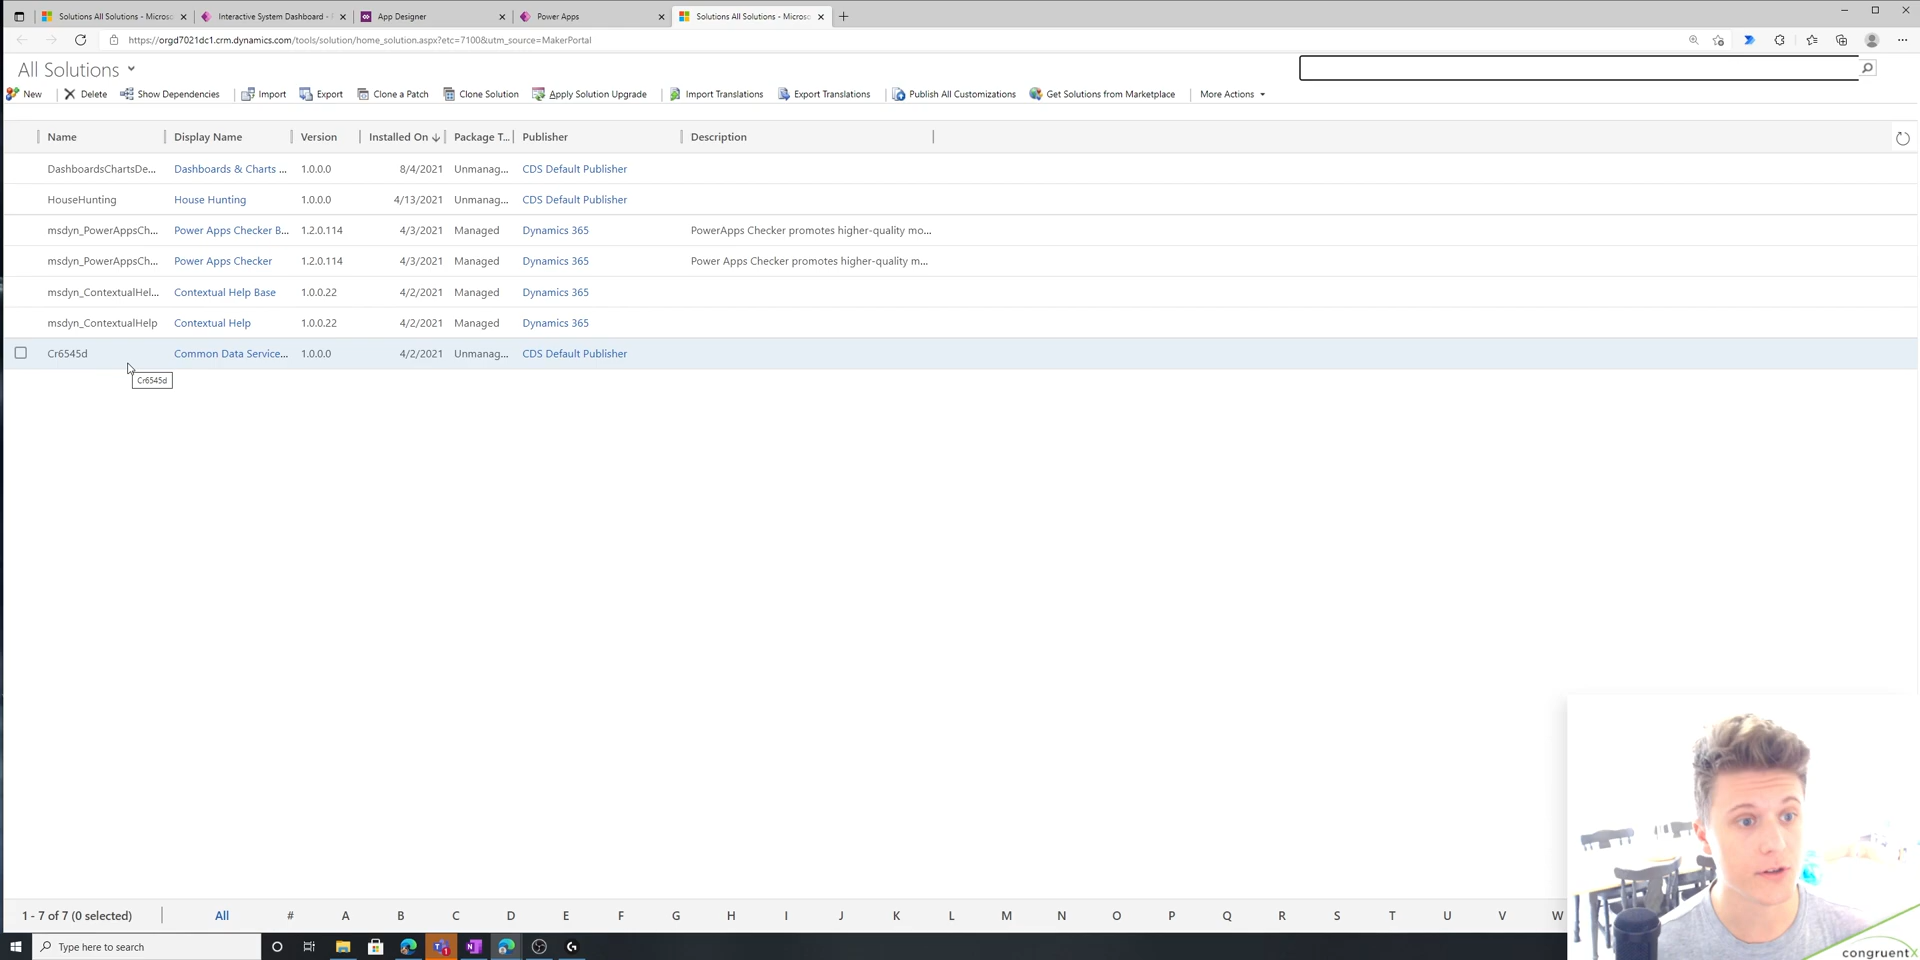 Solutions All Solutions - Micros
Interactive System Dashboard -
App Designer
Power Apps
Solutions All Solutions - Micros
https://orgd7021dc1.crm.dynamics.com/tools/solution/home_solution.aspx?etc=7100&utm_source=MakerPortal
All Solutions
New Delete Show Dependencies Import Export Clone a Patch Clone Solution Apply Solution Upgrade Import Translations Export Translations Publish All Customizations Get Solutions from Marketplace More Actions
Name Display Name Version Installed On Package T... Publisher Description
DashboardsChartsDe... Dashboards & Charts ... 1.0.0.0 8/4/2021 Unmanag... CDS Default Publisher
HouseHunting House Hunting 1.0.0.0 4/13/2021 Unmanag... CDS Default Publisher
msdyn_PowerAppsCh... Power Apps Checker B... 1.2.0.114 4/3/2021 Managed Dynamics 365 PowerApps Checker promotes higher-quality mo...
msdyn_PowerAppsCh... Power Apps Checker 1.2.0.114 4/3/2021 Managed Dynamics 365 Power Apps Checker promotes higher-quality m...
msdyn_ContextualHel... Contextual Help Base 1.0.0.22 4/2/2021 Managed Dynamics 365
msdyn_ContextualHelp Contextual Help 1.0.0.22 4/2/2021 Managed Dynamics 365
Cr6545d Common Data Service... 1.0.0.0 4/2/2021 Unmanag... CDS Default Publisher
Cr6545d
1 - 7 of 7 (0 selected) All # A B C D E F G H I J K L M N O P Q R S T U V W
Type here to search
congruentX